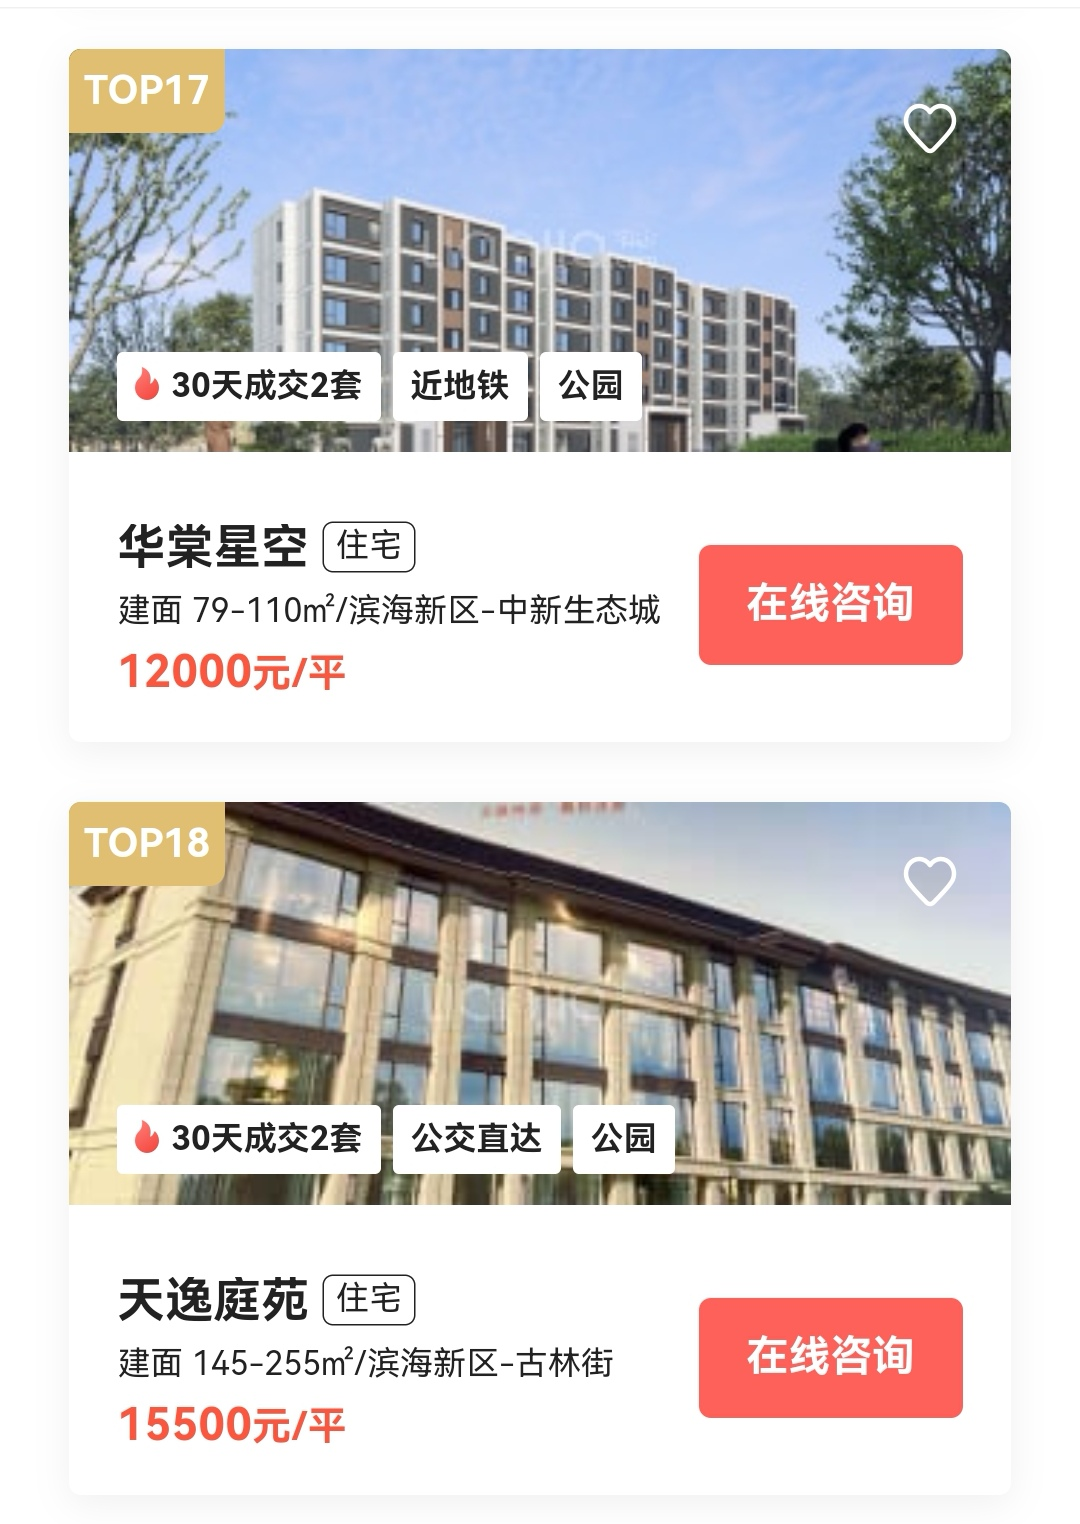 TOP17
30天成交2套 近地铁 公园
华棠星空 住宅
建面 79-110㎡/滨海新区-中新生态城
在线咨询
12000元/平
TOP18
30天成交2套 公交直达 公园
天逸庭苑 住宅
建面 145-255㎡/滨海新区-古林街
在线咨询
15500元/平